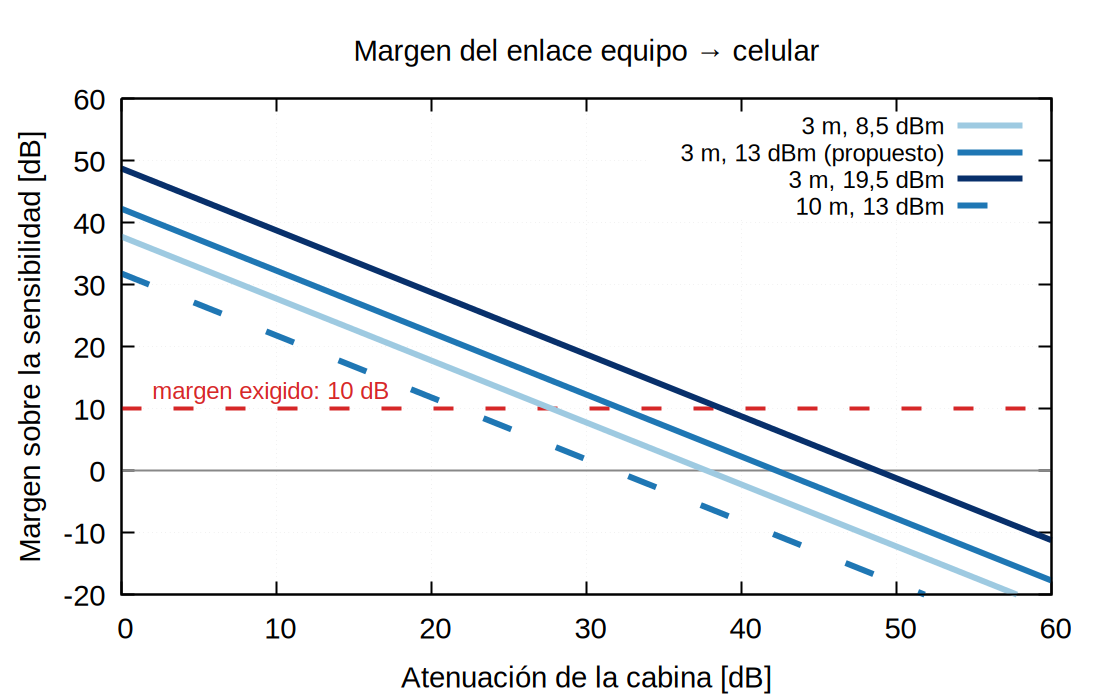 Margen del enlace equipo → celular
Margen sobre la sensibilidad [dB]
60
50
40
30
20
10
0
-10
-20
3 m, 8,5 dBm
3 m, 13 dBm (propuesto)
3 m, 19,5 dBm
10 m, 13 dBm
margen exigido: 10 dB
0 10 20 30 40 50 60
Atenuación de la cabina [dB]